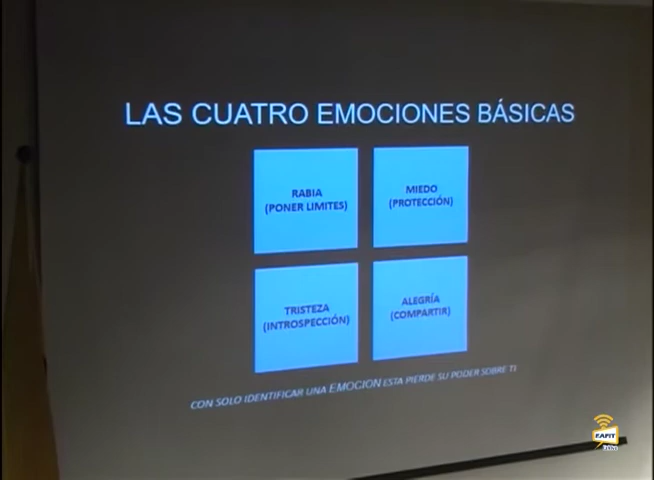 LAS CUATRO EMOCIONES BÁSICAS
RABIA
(PONER LIMITES)
MIEDO
(PROTECCIÓN)
TRISTEZA
(INTROSPECCIÓN)
ALEGRÍA
(COMPARTIR)
CON SOLO IDENTIFICAR UNA EMOCION ESTA PIERDE SU PODER SOBRE TI
EAFIT